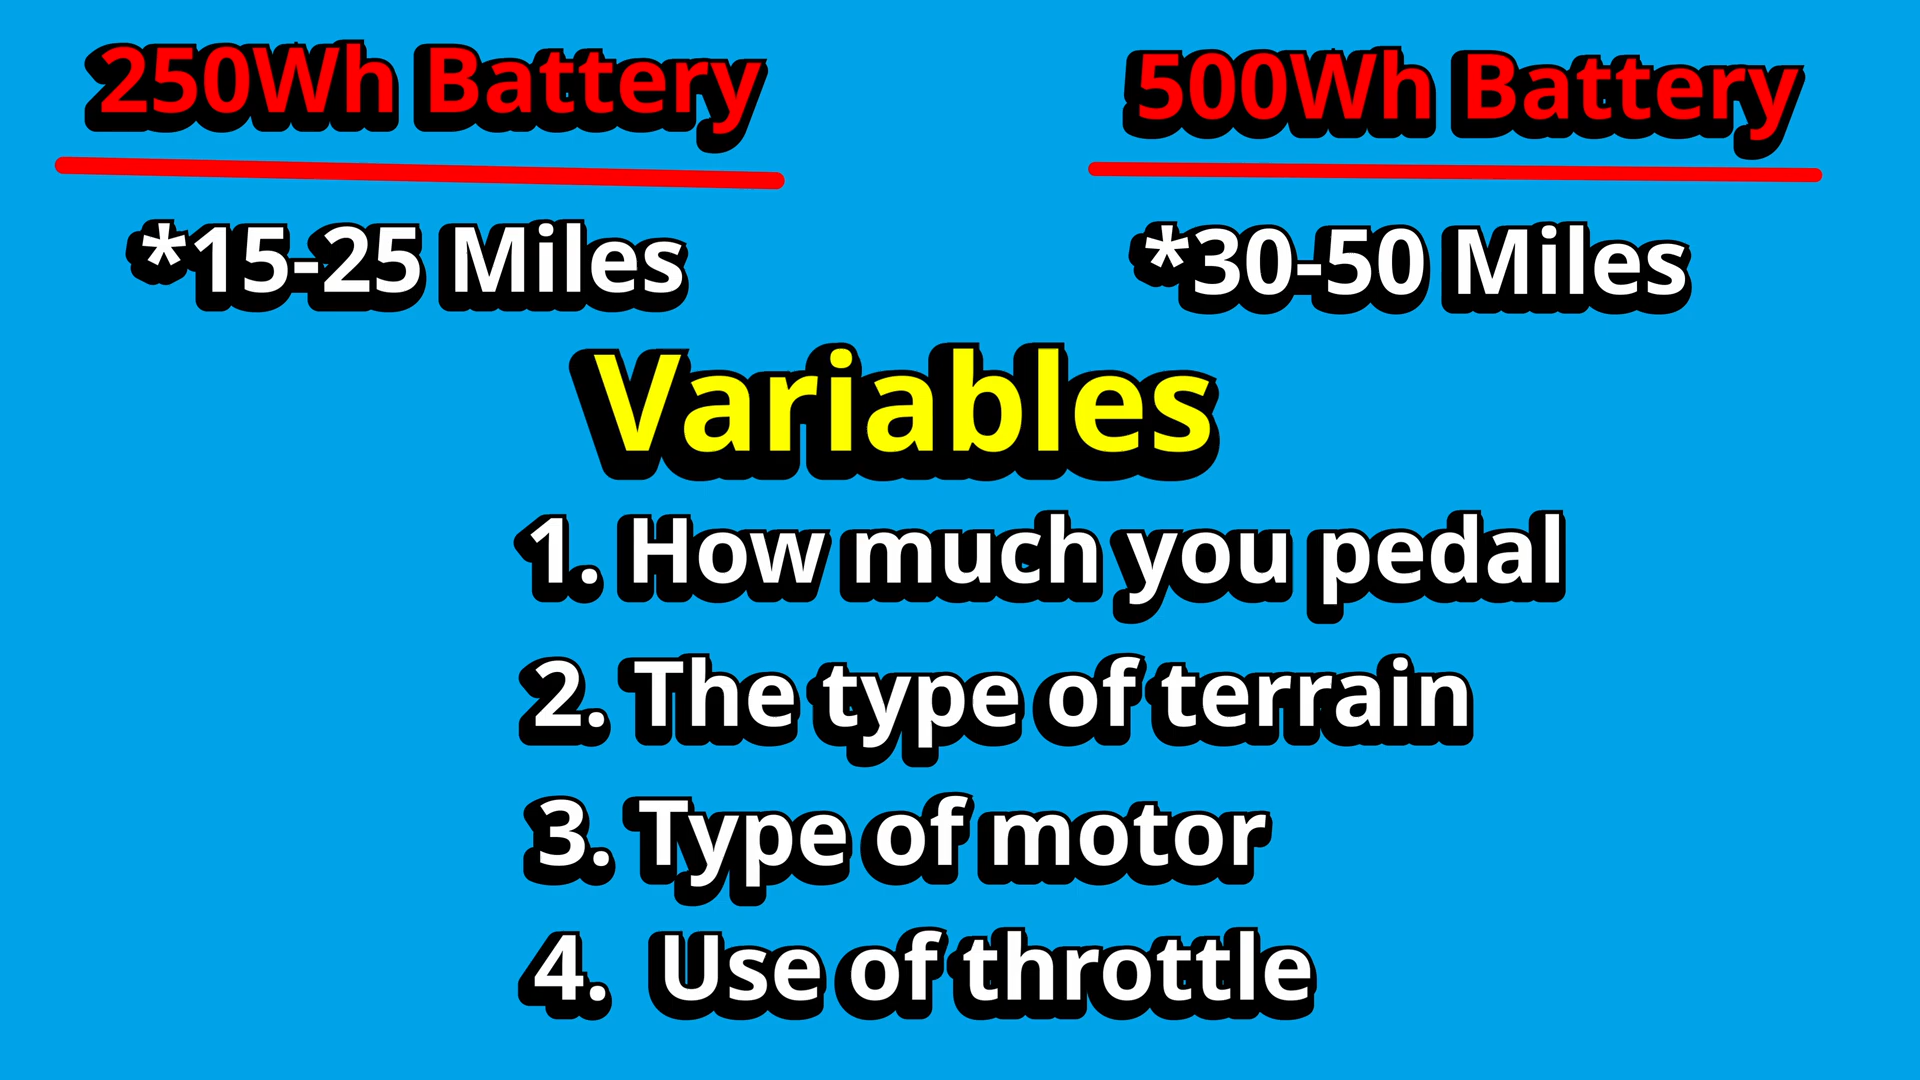 250Wh Battery
500Wh Battery
*15-25 Miles
*30-50 Miles
Variables
1. How much you pedal
2. The type of terrain
3. Type of motor
4. Use of throttle